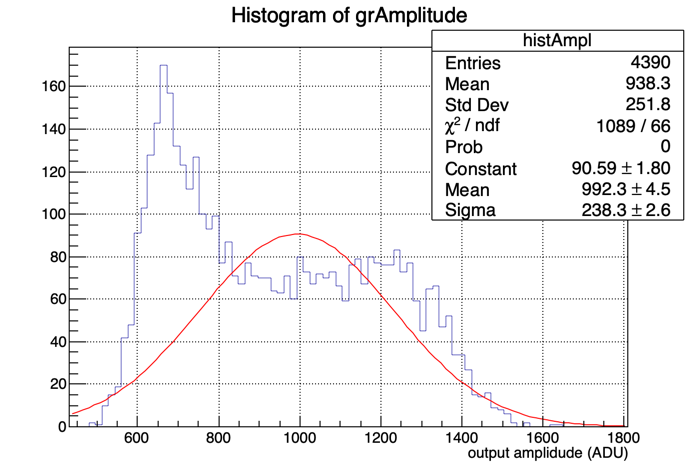 Histogram of grAmplitude
histAmpl
Entries 4390
Mean 938.3
Std Dev 251.8
χ² / ndf 1089 / 66
Prob 0
Constant 90.59 ± 1.80
Mean 992.3 ± 4.5
Sigma 238.3 ± 2.6
160
140
120
100
80
60
40
20
0
600 800 1000 1200 1400 1600 1800
output amplidude (ADU)